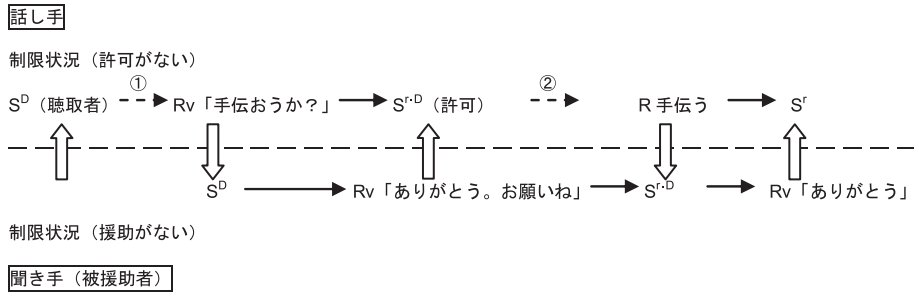 話し手
制限状況（許可がない）
① ②
Sᴰ（聴取者） Rv「手伝おうか？」 Sʳ·ᴰ（許可） R 手伝う Sʳ
Sᴰ Rv「ありがとう。お願いね」 Sʳ·ᴰ Rv「ありがとう」
制限状況（援助がない）
聞き手（被援助者）